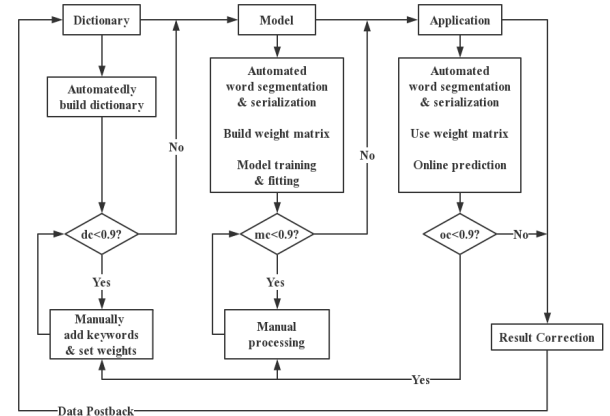 Dictionary
Model
Application
Automatedly
build dictionary
Automated
word segmentation
& serialization
Build weight matrix
Model training
& fitting
Automated
word segmentation
& serialization
Use weight matrix
Online prediction
No
No
dc<0.9?
mc<0.9?
oc<0.9?
No
Yes
Yes
Manually
add keywords
& set weights
Manual
processing
Result Correction
Yes
Data Postback